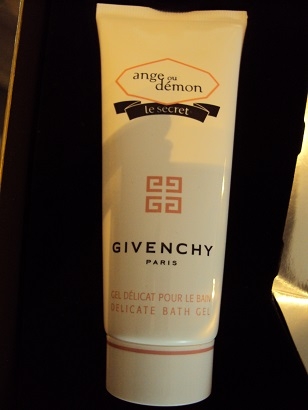 ange ou
démon
le secret
GIVENCHY
PARIS
GEL DÉLICAT POUR LE BAIN
DELICATE BATH GEL